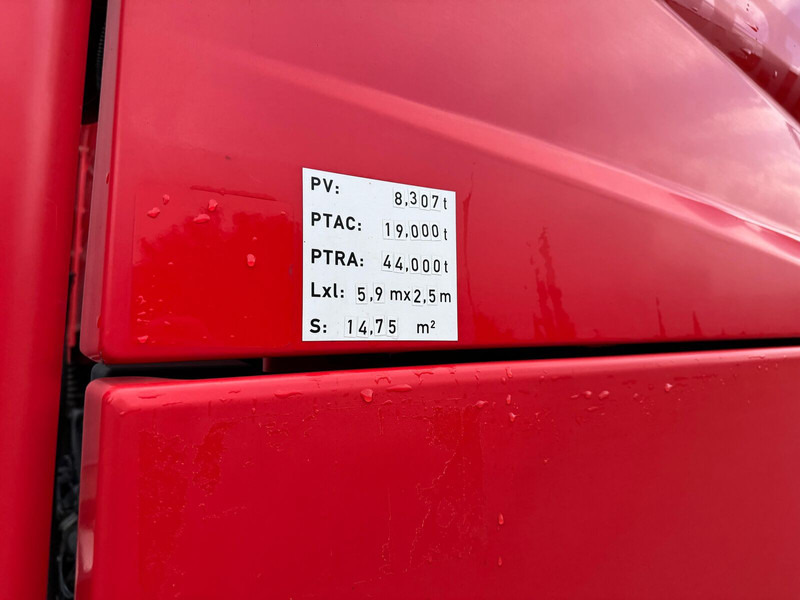 PV: 8,307t
PTAC: 19,000t
PTRA: 44,000t
Lxl: 5,9 mx2,5m
S: 14,75 m²